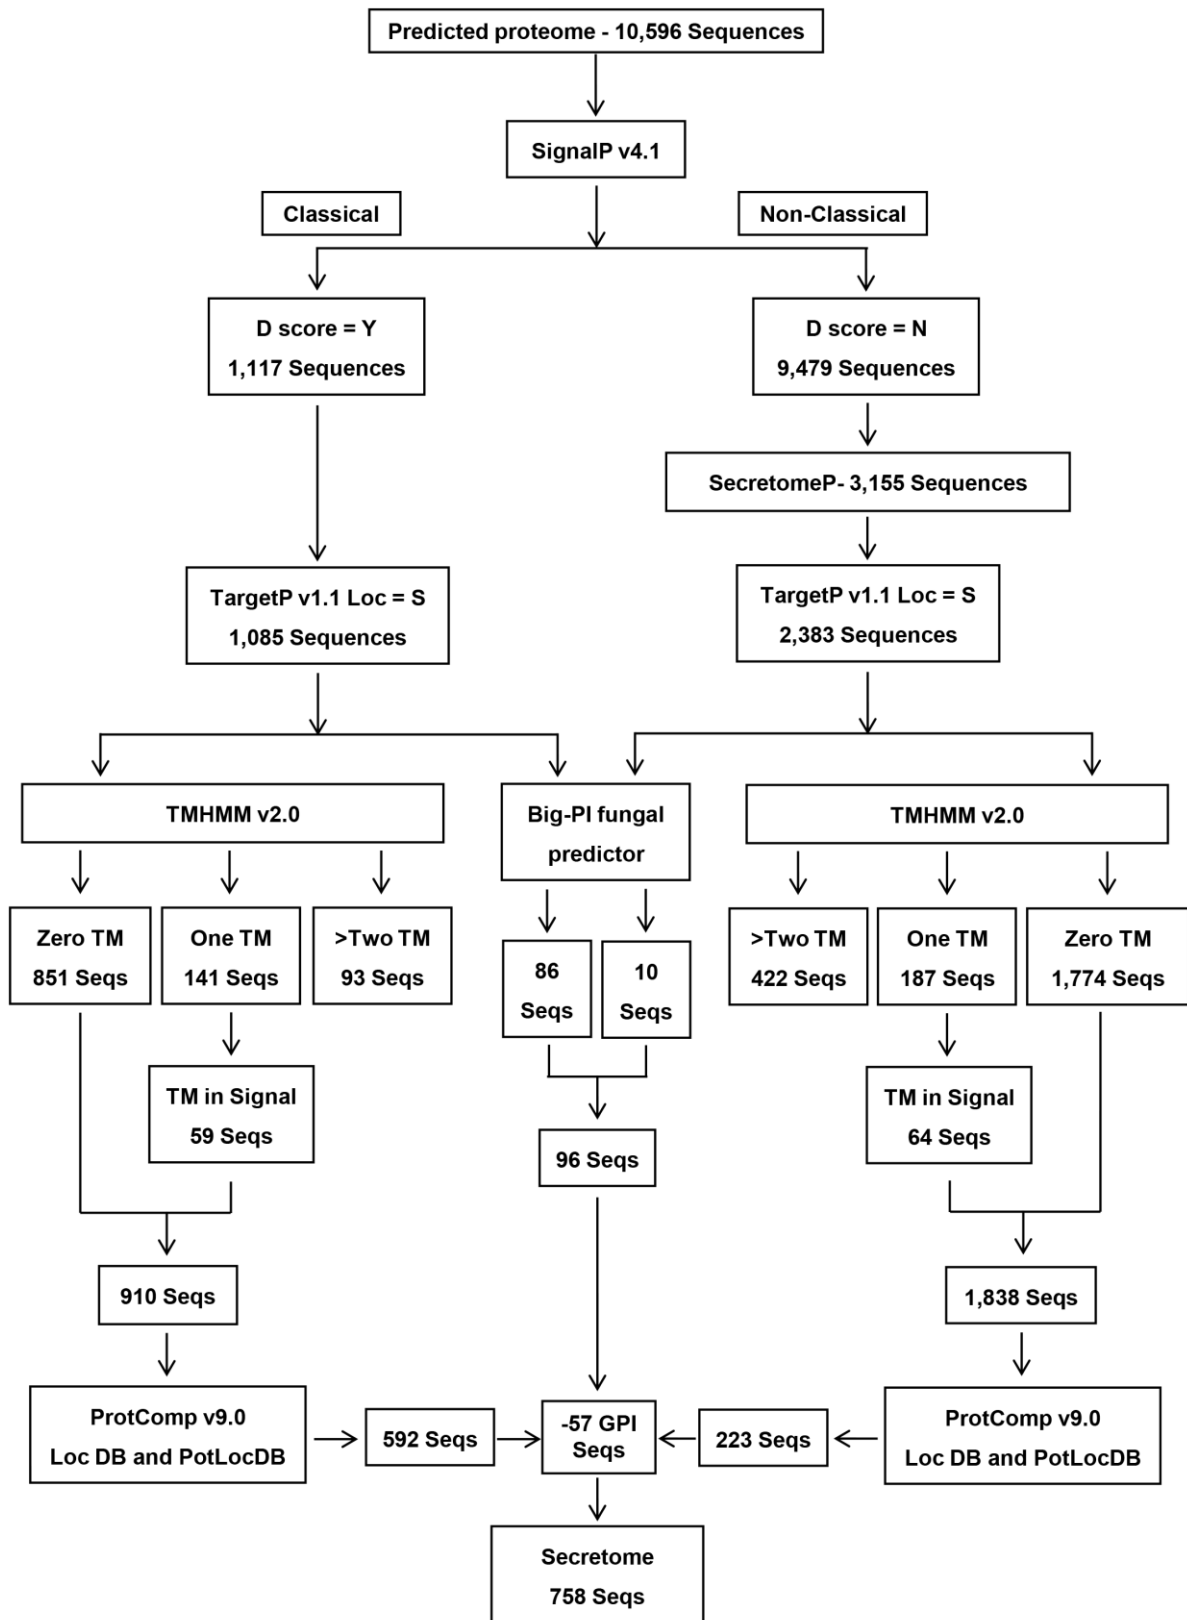 Predicted proteome - 10,596 Sequences
SignalP v4.1
Classical
Non-Classical
D score = Y
1,117 Sequences
D score = N
9,479 Sequences
SecretomeP- 3,155 Sequences
TargetP v1.1 Loc = S
1,085 Sequences
TargetP v1.1 Loc = S
2,383 Sequences
TMHMM v2.0
Big-PI fungal
predictor
TMHMM v2.0
Zero TM
851 Seqs
One TM
141 Seqs
>Two TM
93 Seqs
86
Seqs
10
Seqs
>Two TM
422 Seqs
One TM
187 Seqs
Zero TM
1,774 Seqs
TM in Signal
59 Seqs
96 Seqs
TM in Signal
64 Seqs
910 Seqs
1,838 Seqs
ProtComp v9.0
Loc DB and PotLocDB
592 Seqs
-57 GPI
Seqs
223 Seqs
ProtComp v9.0
Loc DB and PotLocDB
Secretome
758 Seqs